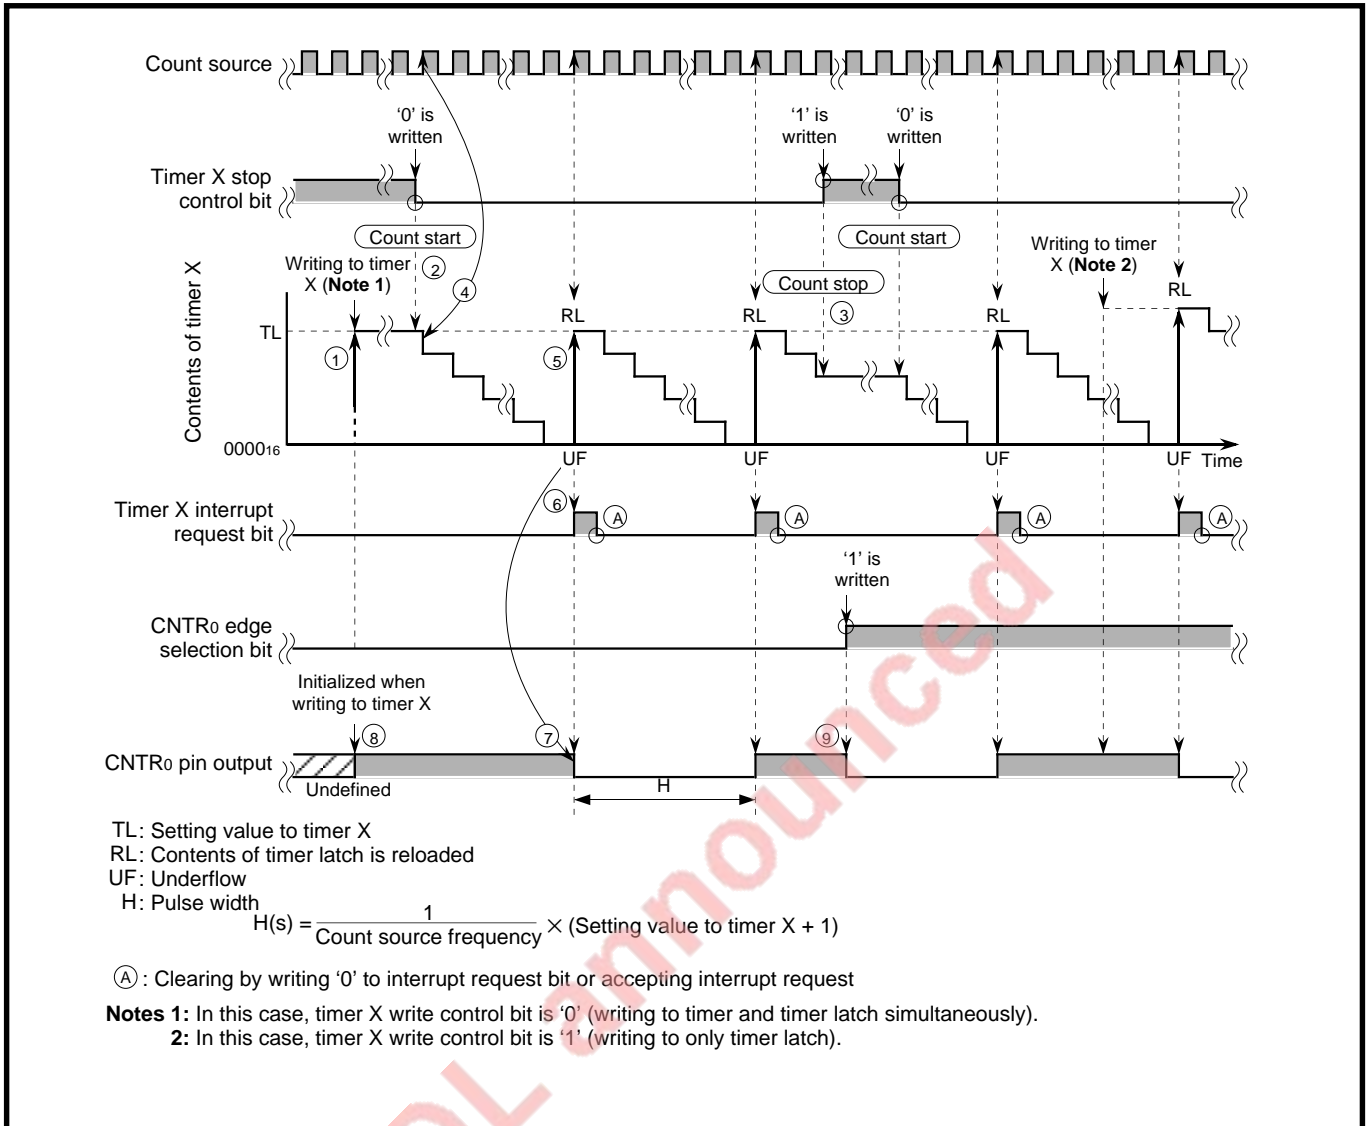 Count source
‘0’ is
written
‘1’ is
written
‘0’ is
written
Timer X stop
control bit
Count start
Count start
Writing to timer
X (Note 1)
②
④
Writing to timer
X (Note 2)
Count stop
③
RL
RL
RL
RL
TL
①
⑤
Contents of timer X
0000₁₆
UF
UF
UF
UF
Time
Timer X interrupt
request bit
⑥
Ⓐ
Ⓐ
Ⓐ
Ⓐ
‘1’ is
written
CNTR₀ edge
selection bit
Initialized when
writing to timer X
⑧
⑦
⑨
CNTR₀ pin output
Undefined
H
TL: Setting value to timer X
RL: Contents of timer latch is reloaded
UF: Underflow
H: Pulse width
H(s) = 1 / Count source frequency × (Setting value to timer X + 1)
Ⓐ : Clearing by writing ‘0’ to interrupt request bit or accepting interrupt request
Notes 1: In this case, timer X write control bit is ‘0’ (writing to timer and timer latch simultaneously).
2: In this case, timer X write control bit is ‘1’ (writing to only timer latch).
announced